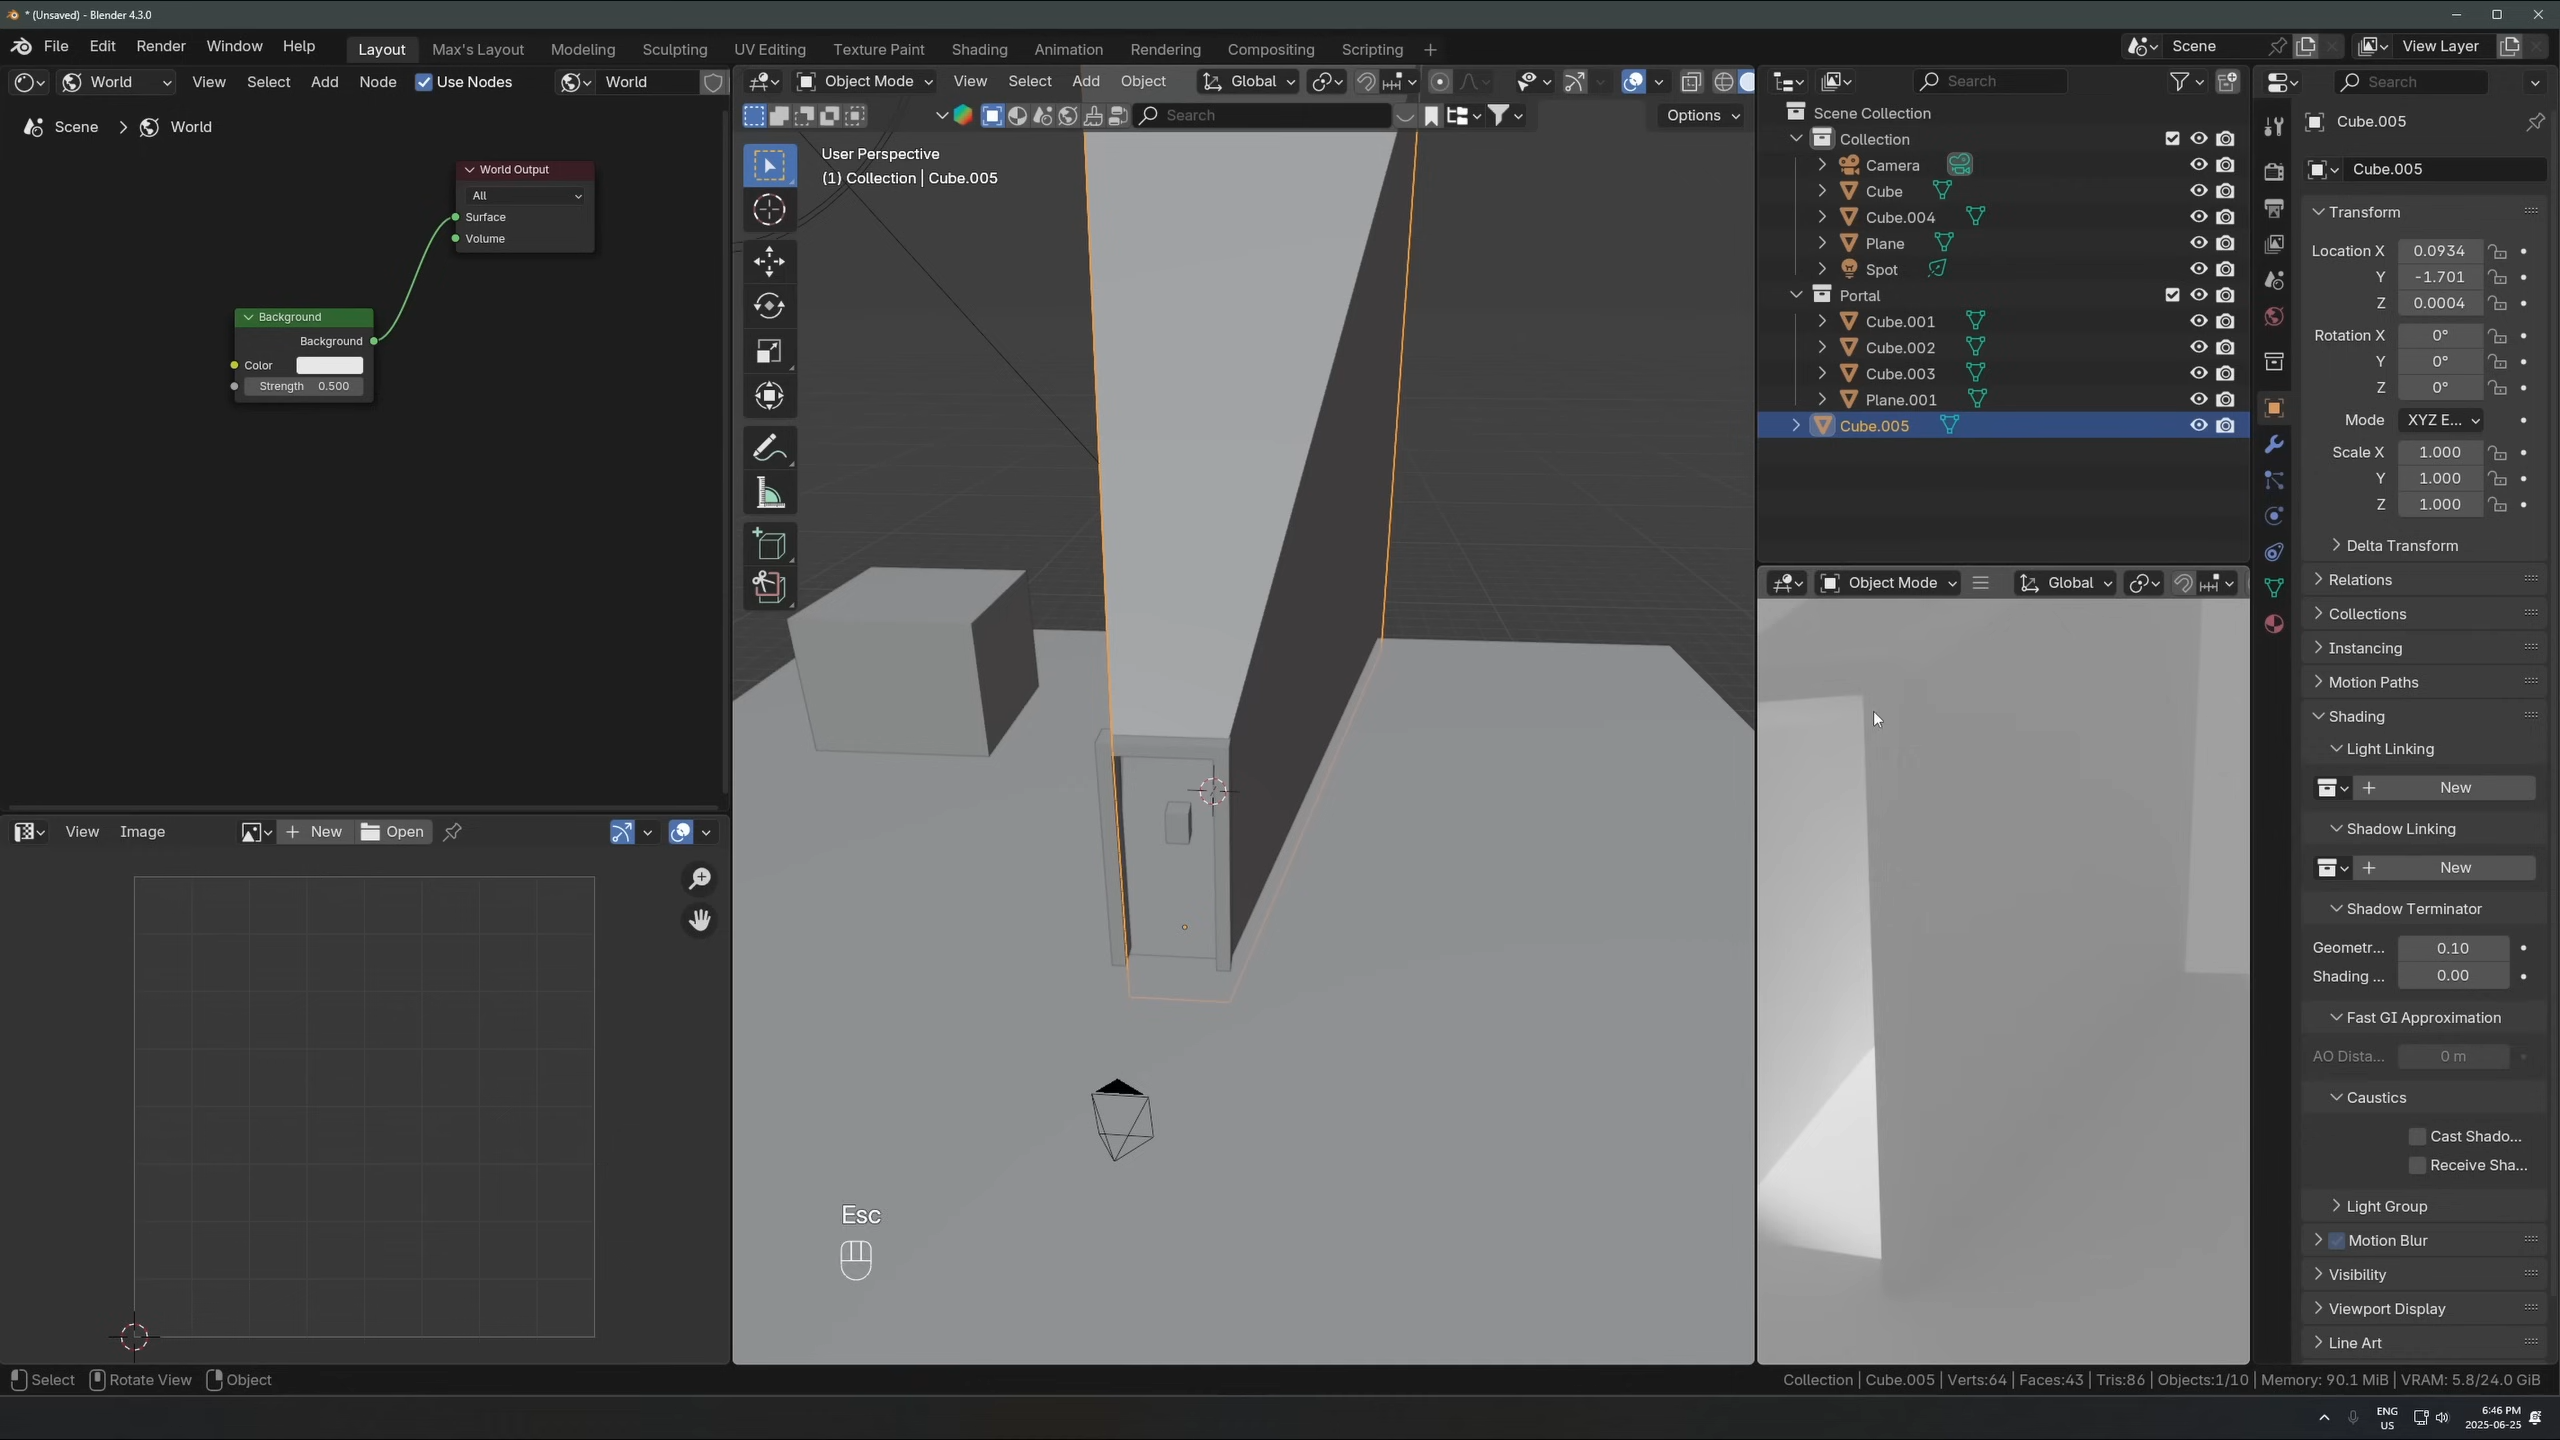 * (Unsaved) - Blender 4.3.0
File Edit Render Window Help
Layout Max's Layout Modeling Sculpting UV Editing Texture Paint Shading Animation Rendering Compositing Scripting
Scene
View Layer
World View Select Add Node Use Nodes World
Scene > World
World Output
All
Surface
Volume
Background
Background
Color
Strength 0.500
View Image New Open
Object Mode View Select Add Object Global
Search
Options
User Perspective
(1) Collection | Cube.005
Esc
Search
Scene Collection
Collection
Camera
Cube
Cube.004
Plane
Spot
Portal
Cube.001
Cube.002
Cube.003
Plane.001
Cube.005
Object Mode Global
Search
Cube.005
Cube.005
Transform
Location X 0.0934
Y -1.701
Z 0.0004
Rotation X 0°
Y 0°
Z 0°
Mode XYZ E...
Scale X 1.000
Y 1.000
Z 1.000
Delta Transform
Relations
Collections
Instancing
Motion Paths
Shading
Light Linking
New
Shadow Linking
New
Shadow Terminator
Geometr... 0.10
Shading ... 0.00
Fast GI Approximation
AO Dista... 0 m
Caustics
Cast Shado...
Receive Sha...
Light Group
Motion Blur
Visibility
Viewport Display
Line Art
Select Rotate View Object
Collection | Cube.005 | Verts:64 | Faces:43 | Tris:86 | Objects:1/10 | Memory: 90.1 MiB | VRAM: 5.8/24.0 GiB
ENG
US
6:46 PM
2025-06-25